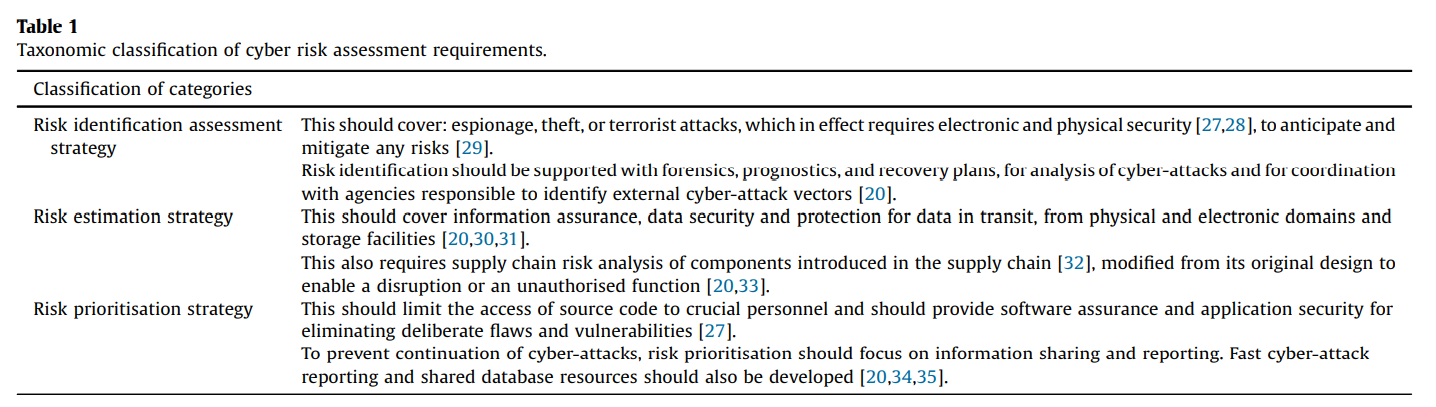 Table 1
Taxonomic classification of cyber risk assessment requirements.
Classification of categories
Risk identification assessment strategy
This should cover: espionage, theft, or terrorist attacks, which in effect requires electronic and physical security [27,28], to anticipate and
mitigate any risks [29].
Risk identification should be supported with forensics, prognostics, and recovery plans, for analysis of cyber-attacks and for coordination
with agencies responsible to identify external cyber-attack vectors [20].
Risk estimation strategy
This should cover information assurance, data security and protection for data in transit, from physical and electronic domains and
storage facilities [20,30,31].
This also requires supply chain risk analysis of components introduced in the supply chain [32], modified from its original design to
enable a disruption or an unauthorised function [20,33].
Risk prioritisation strategy
This should limit the access of source code to crucial personnel and should provide software assurance and application security for
eliminating deliberate flaws and vulnerabilities [27].
To prevent continuation of cyber-attacks, risk prioritisation should focus on information sharing and reporting. Fast cyber-attack
reporting and shared database resources should also be developed [20,34,35].